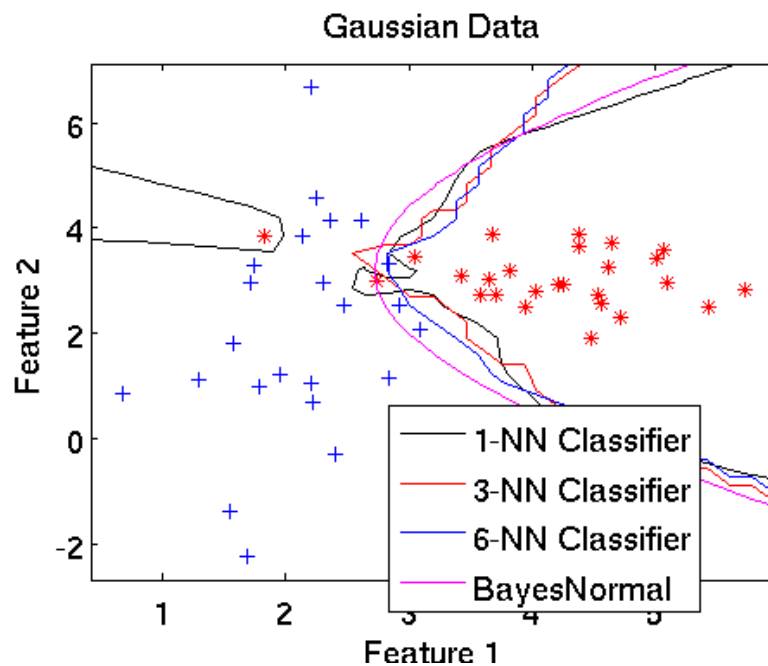 Gaussian Data
6
4
2
0
-2
Feature 2
1-NN Classifier
3-NN Classifier
6-NN Classifier
BayesNormal
1 2 3 4 5
Feature 1